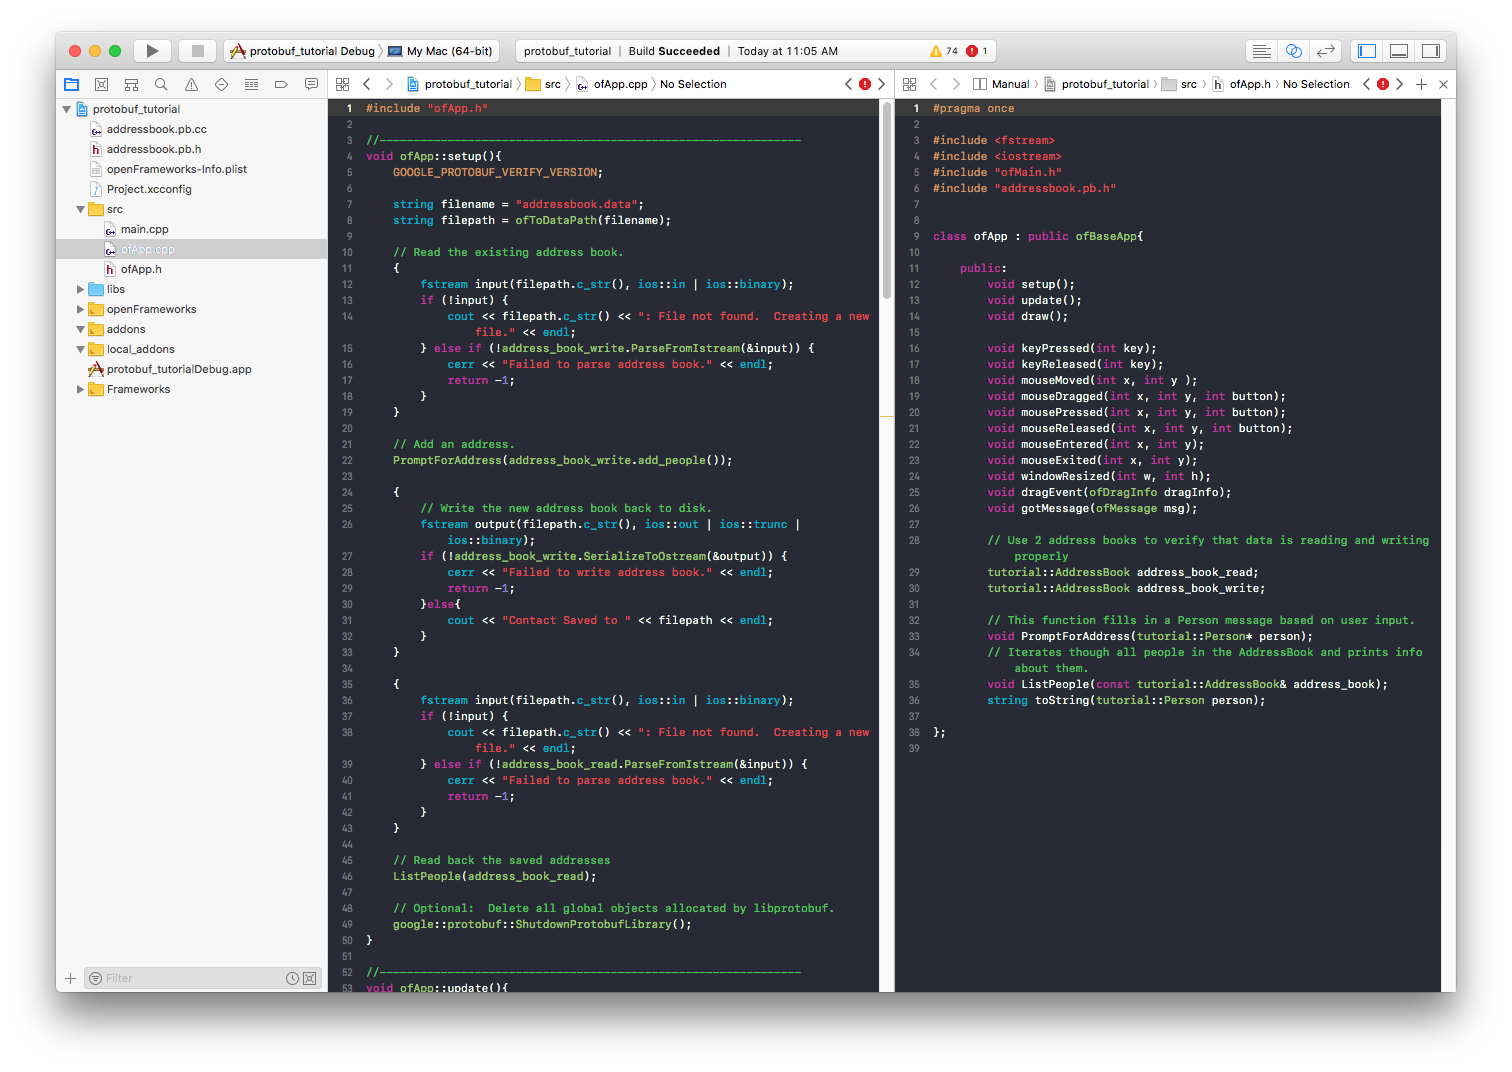 protobuf_tutorial Debug My Mac (64-bit)
protobuf_tutorial | Build Succeeded | Today at 11:05 AM 74 1
protobuf_tutorial src ofApp.cpp No Selection
Manual protobuf_tutorial src ofApp.h No Selection
protobuf_tutorial
addressbook.pb.cc
addressbook.pb.h
openFrameworks-Info.plist
Project.xcconfig
src
main.cpp
ofApp.cpp
ofApp.h
libs
openFrameworks
addons
local_addons
protobuf_tutorialDebug.app
Frameworks
Filter
1 #include "ofApp.h"
2
3 //--------------------------------------------------------------
4 void ofApp::setup(){
5 GOOGLE_PROTOBUF_VERIFY_VERSION;
6
7 string filename = "addressbook.data";
8 string filepath = ofToDataPath(filename);
9
10 // Read the existing address book.
11 {
12 fstream input(filepath.c_str(), ios::in | ios::binary);
13 if (!input) {
14 cout << filepath.c_str() << ": File not found.  Creating a new
file." << endl;
15 } else if (!address_book_write.ParseFromIstream(&input)) {
16 cerr << "Failed to parse address book." << endl;
17 return -1;
18 }
19 }
20
21 // Add an address.
22 PromptForAddress(address_book_write.add_people());
23
24 {
25 // Write the new address book back to disk.
26 fstream output(filepath.c_str(), ios::out | ios::trunc |
ios::binary);
27 if (!address_book_write.SerializeToOstream(&output)) {
28 cerr << "Failed to write address book." << endl;
29 return -1;
30 }else{
31 cout << "Contact Saved to " << filepath << endl;
32 }
33 }
34
35 {
36 fstream input(filepath.c_str(), ios::in | ios::binary);
37 if (!input) {
38 cout << filepath.c_str() << ": File not found.  Creating a new
file." << endl;
39 } else if (!address_book_read.ParseFromIstream(&input)) {
40 cerr << "Failed to parse address book." << endl;
41 return -1;
42 }
43 }
44
45 // Read back the saved addresses
46 ListPeople(address_book_read);
47
48 // Optional:  Delete all global objects allocated by libprotobuf.
49 google::protobuf::ShutdownProtobufLibrary();
50 }
51
52 //--------------------------------------------------------------
53 void ofApp::update(){
1 #pragma once
2
3 #include <fstream>
4 #include <iostream>
5 #include "ofMain.h"
6 #include "addressbook.pb.h"
7
8
9 class ofApp : public ofBaseApp{
10
11 public:
12 void setup();
13 void update();
14 void draw();
15
16 void keyPressed(int key);
17 void keyReleased(int key);
18 void mouseMoved(int x, int y );
19 void mouseDragged(int x, int y, int button);
20 void mousePressed(int x, int y, int button);
21 void mouseReleased(int x, int y, int button);
22 void mouseEntered(int x, int y);
23 void mouseExited(int x, int y);
24 void windowResized(int w, int h);
25 void dragEvent(ofDragInfo dragInfo);
26 void gotMessage(ofMessage msg);
27
28 // Use 2 address books to verify that data is reading and writing
properly
29 tutorial::AddressBook address_book_read;
30 tutorial::AddressBook address_book_write;
31
32 // This function fills in a Person message based on user input.
33 void PromptForAddress(tutorial::Person* person);
34 // Iterates though all people in the AddressBook and prints info
about them.
35 void ListPeople(const tutorial::AddressBook& address_book);
36 string toString(tutorial::Person person);
37
38 };
39